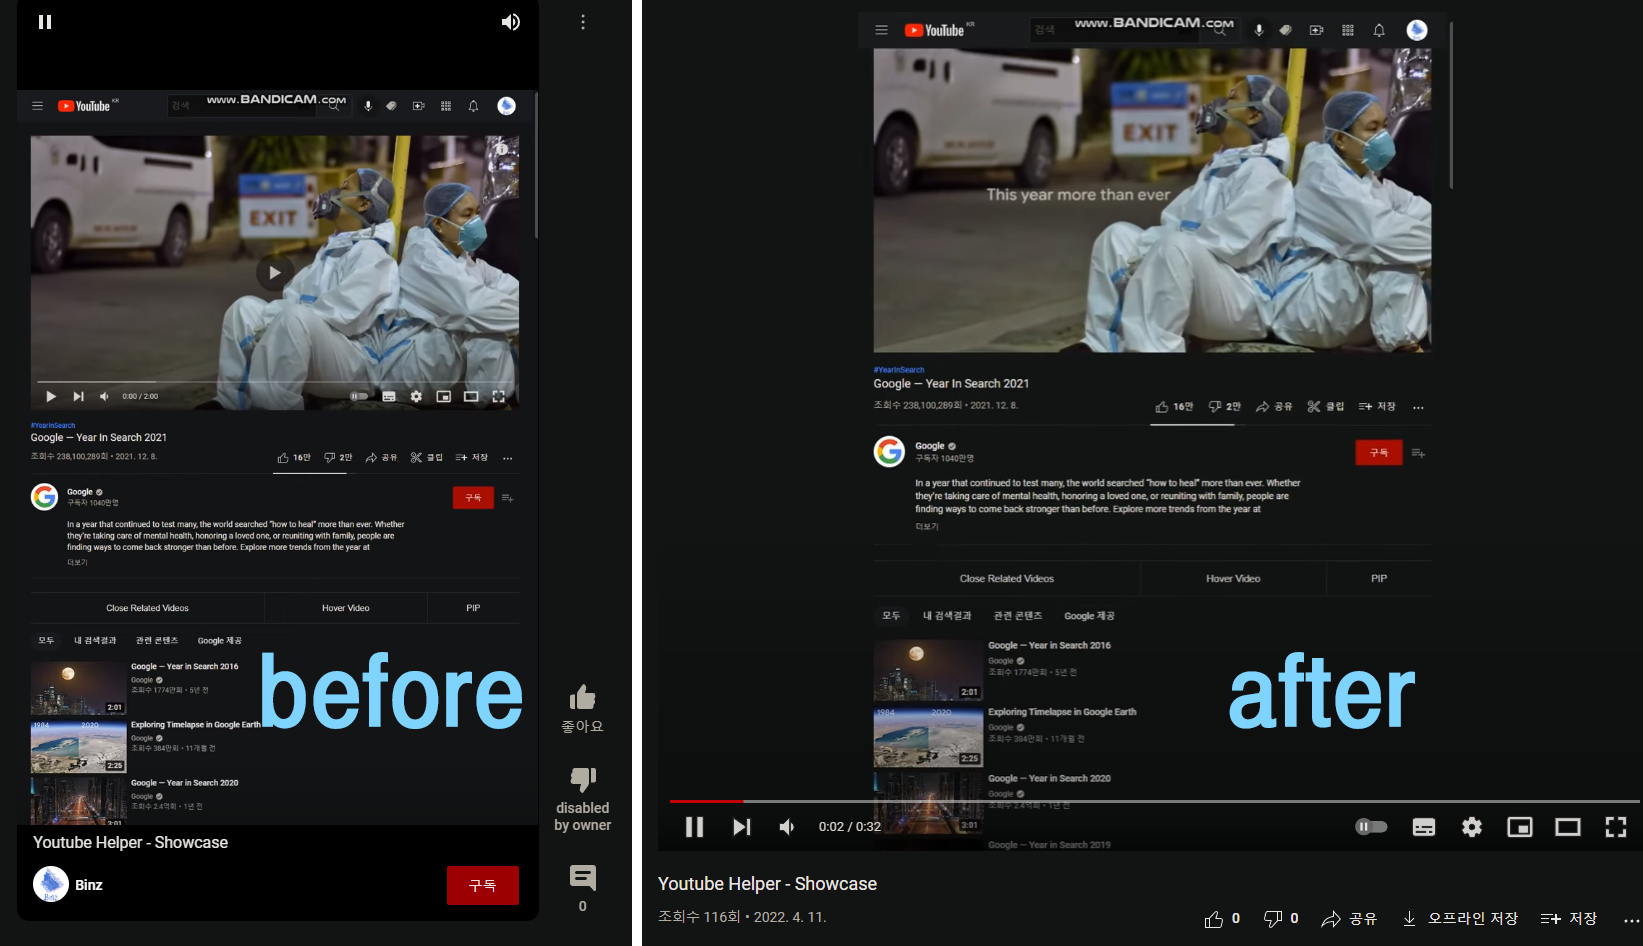 YouTube KR
검색
www.BANDICAM.com
EXIT
0:00 / 2:00
#YearInSearch
Google — Year In Search 2021
조회수 238,100,289회 • 2021. 12. 8.
16만
2만
공유
클립
저장
Google
구독자 1040만명
구독
In a year that continued to test many, the world searched "how to heal" more than ever. Whether
they're taking care of mental health, honoring a loved one, or reuniting with family, people are
finding ways to come back stronger than before. Explore more trends from the year at
더보기
Close Related Videos
Hover Video
PIP
모두
내 검색결과
관련 콘텐츠
Google 제공
Google — Year in Search 2016
Google
조회수 1774만회 • 5년 전
2:01
1984
2020
Exploring Timelapse in Google Earth
Google
조회수 384만회 • 11개월 전
2:25
Google — Year in Search 2020
Google
조회수 2.4억회 • 1년 전
3:01
before
좋아요
disabled
by owner
0
Youtube Helper - Showcase
Binz
구독
YouTube KR
검색
www.BANDICAM.com
EXIT
This year more than ever
#YearInSearch
Google — Year In Search 2021
조회수 238,100,289회 • 2021. 12. 8.
16만
2만
공유
클립
저장
Google
구독자 1040만명
구독
In a year that continued to test many, the world searched "how to heal" more than ever. Whether
they're taking care of mental health, honoring a loved one, or reuniting with family, people are
finding ways to come back stronger than before. Explore more trends from the year at
더보기
Close Related Videos
Hover Video
PIP
모두
내 검색결과
관련 콘텐츠
Google 제공
Google — Year in Search 2016
Google
조회수 1774만회 • 5년 전
2:01
1984
2020
Exploring Timelapse in Google Earth
Google
조회수 384만회 • 11개월 전
2:25
Google — Year in Search 2020
Google
조회수 2.4억회 • 1년 전
3:01
Google — Year in Search 2019
after
0:02 / 0:32
Youtube Helper - Showcase
조회수 116회 • 2022. 4. 11.
0
0
공유
오프라인 저장
저장